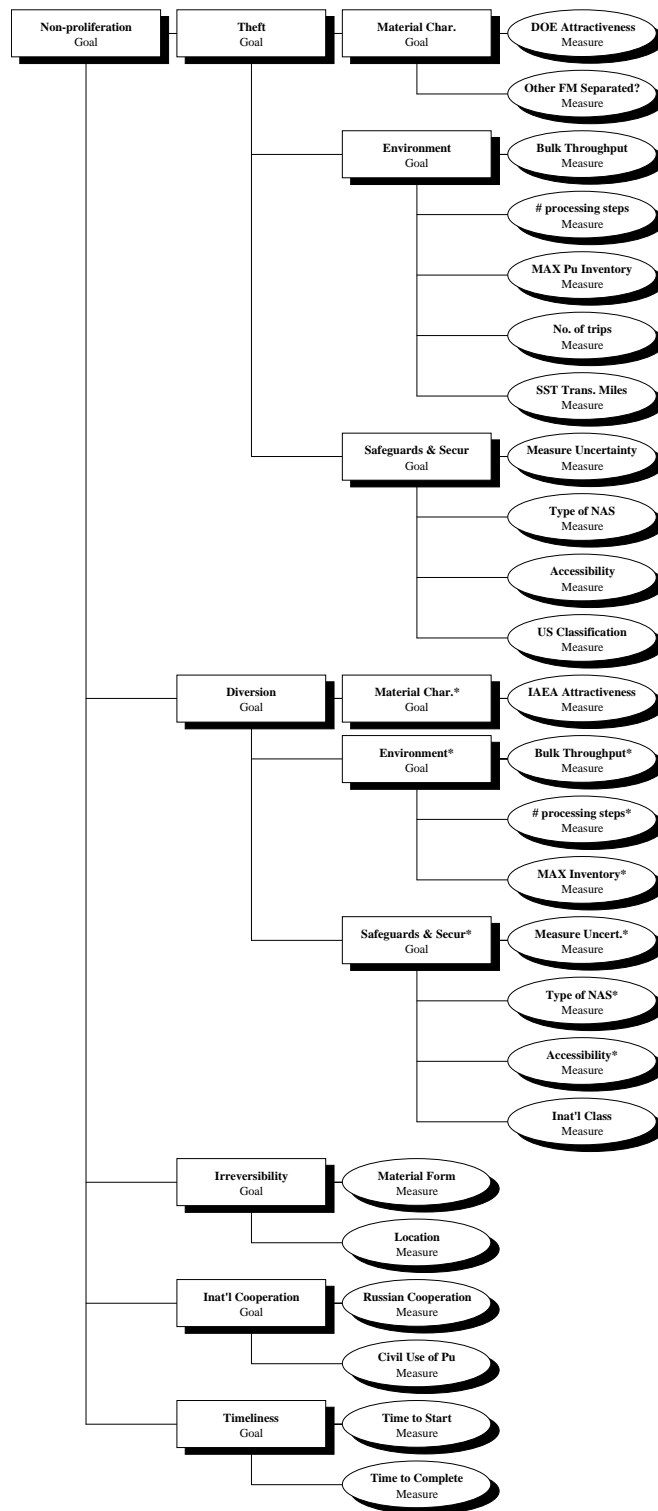 Non-proliferation
Goal
Theft
Goal
Material Char.
Goal
DOE Attractiveness
Measure
Other FM Separated?
Measure
Environment
Goal
Bulk Throughput
Measure
# processing steps
Measure
MAX Pu Inventory
Measure
No. of trips
Measure
SST Trans. Miles
Measure
Safeguards & Secur
Goal
Measure Uncertainty
Measure
Type of NAS
Measure
Accessibility
Measure
US Classification
Measure
Diversion
Goal
Material Char.*
Goal
IAEA Attractiveness
Measure
Environment*
Goal
Bulk Throughput*
Measure
# processing steps*
Measure
MAX Inventory*
Measure
Safeguards & Secur*
Goal
Measure Uncert.*
Measure
Type of NAS*
Measure
Accessibility*
Measure
Inat'l Class
Measure
Irreversibility
Goal
Material Form
Measure
Location
Measure
Inat'l Cooperation
Goal
Russian Cooperation
Measure
Civil Use of Pu
Measure
Timeliness
Goal
Time to Start
Measure
Time to Complete
Measure